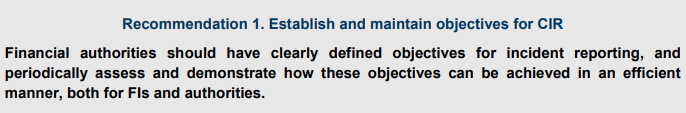 Recommendation 1. Establish and maintain objectives for CIR
Financial authorities should have clearly defined objectives for incident reporting, and
periodically assess and demonstrate how these objectives can be achieved in an efficient
manner, both for FIs and authorities.